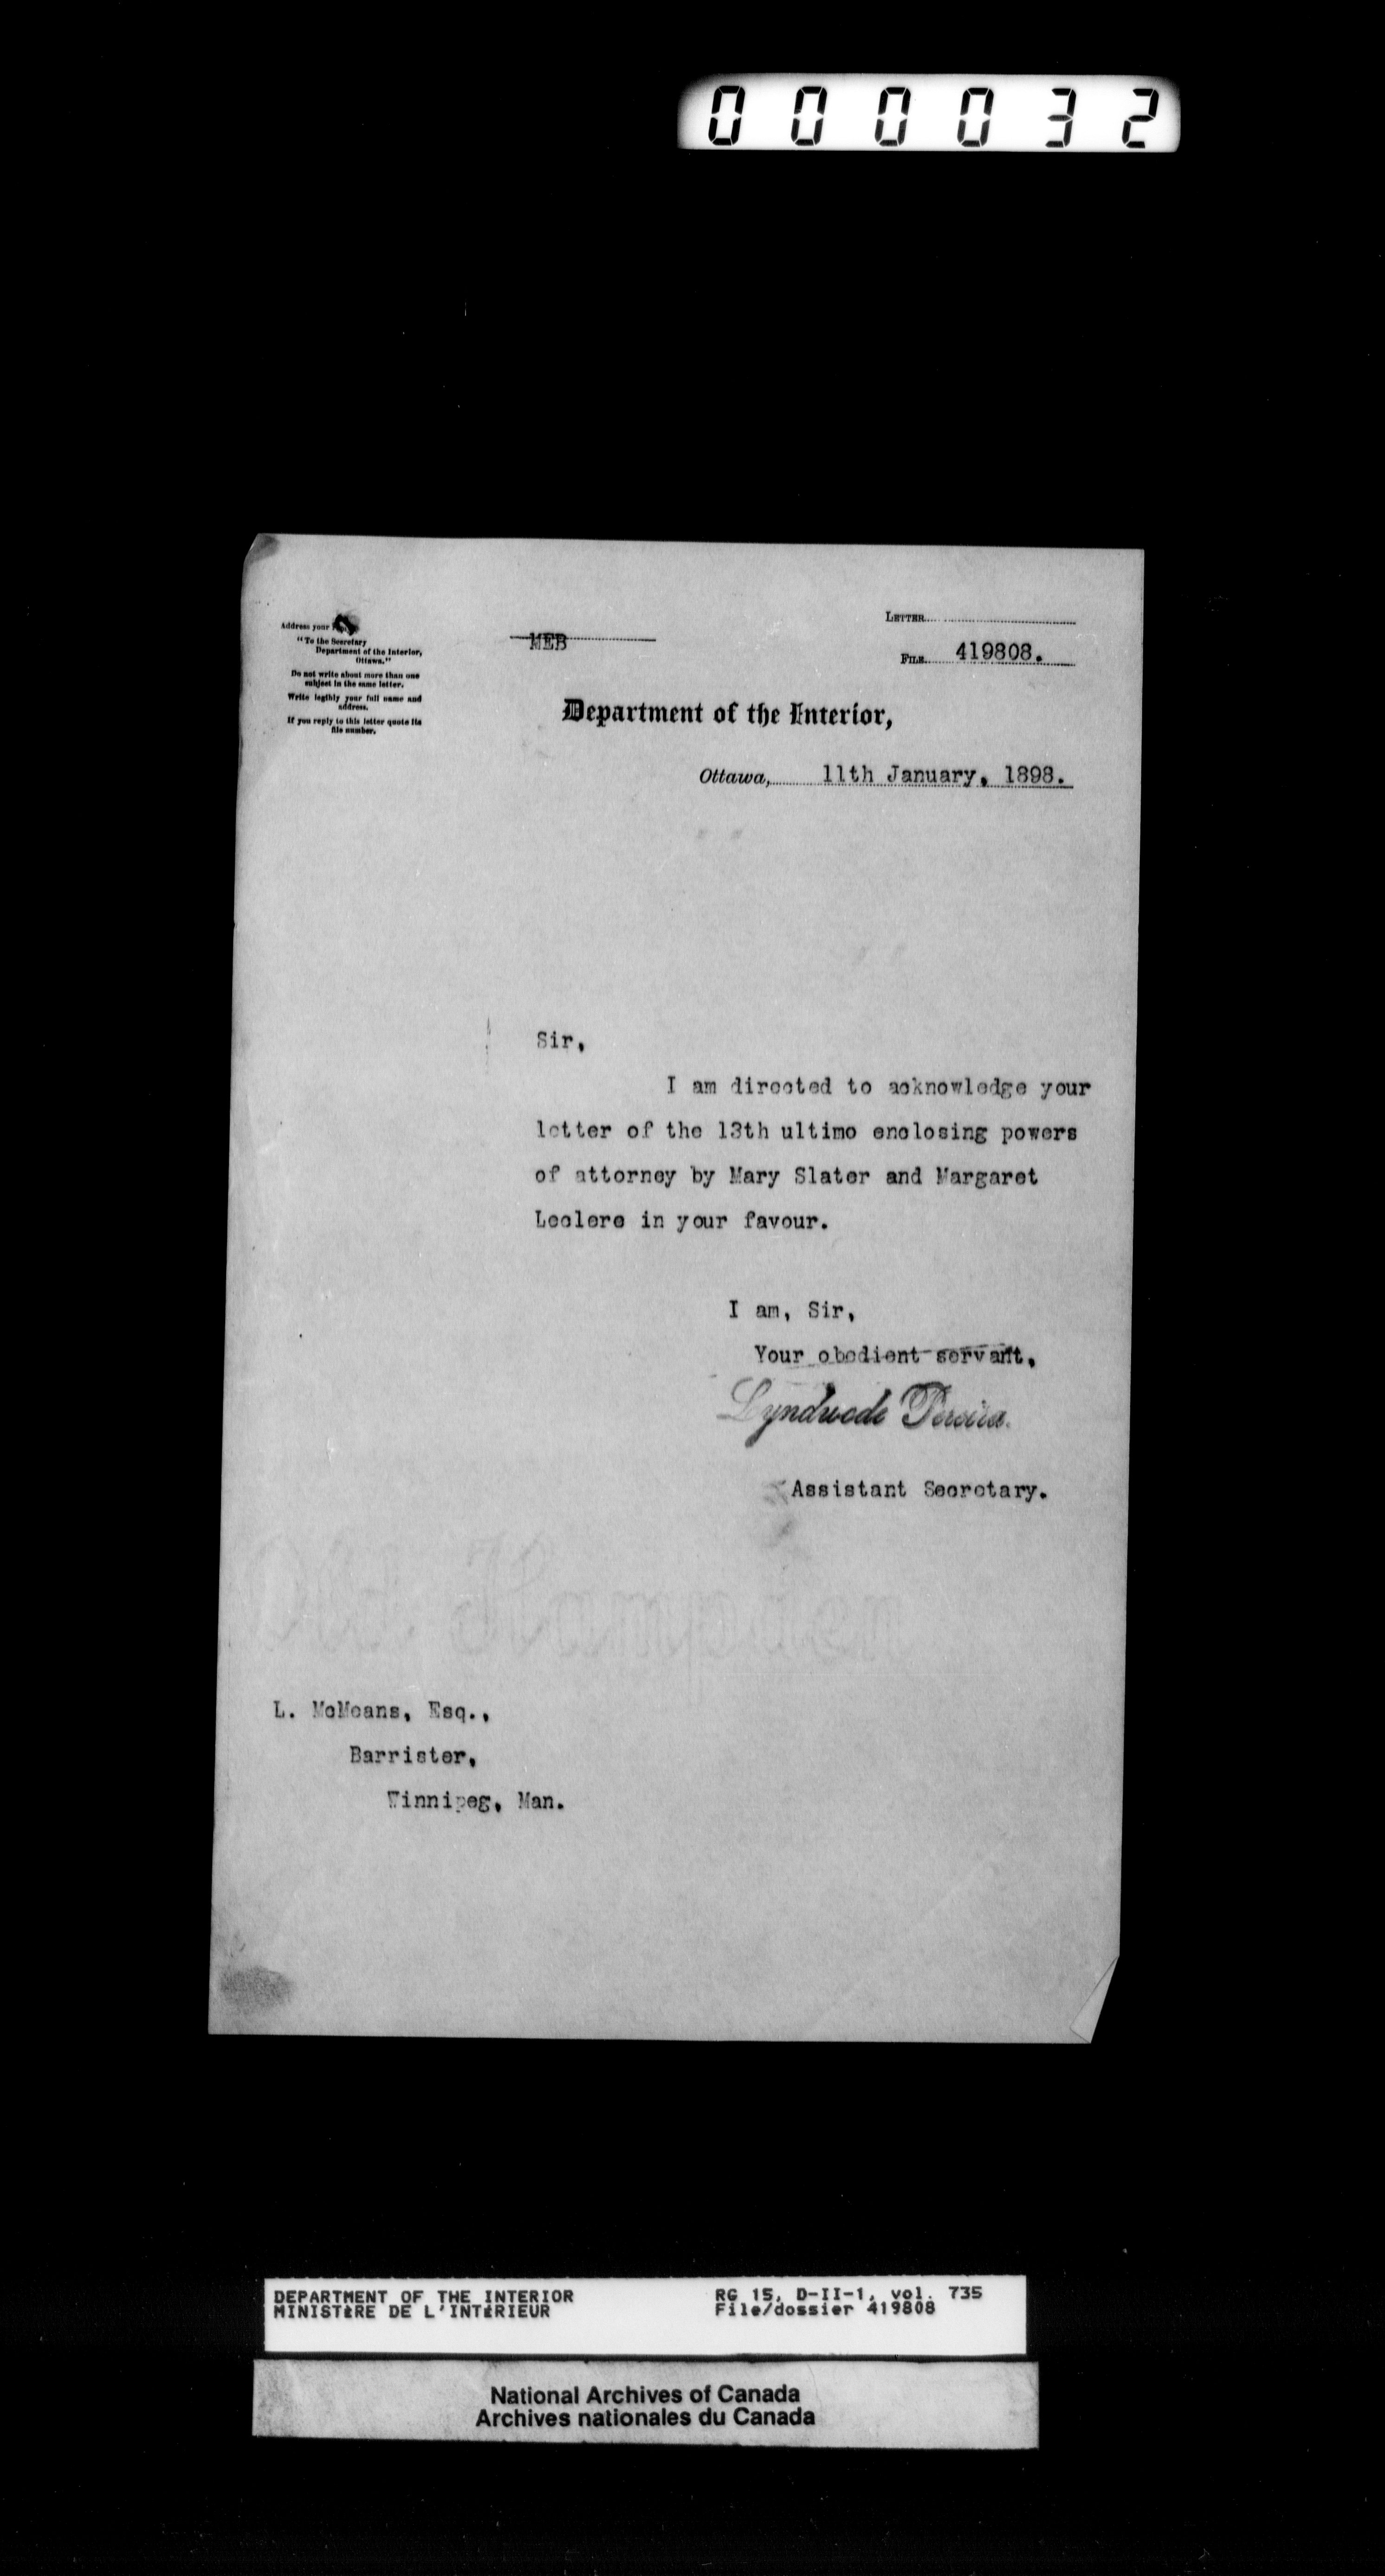 000032
Address your
"To the Secretary
Department of the Interior,
Ottawa."
Do not write about more than one
subject in the same letter.
Write legibly your full name and
address.
If you reply to this letter quote its
file number.
MEB
LETTER
FILE 419808.
Department of the Interior,
Ottawa, 11th January, 1898.
Sir,
I am directed to acknowledge your
letter of the 13th ultimo enclosing powers
of attorney by Mary Slater and Margaret
Leclerc in your favour.
I am, Sir,
Your obedient servant,
Lyndwode Pereira.
Assistant Secretary.
L. McMeans, Esq.,
Barrister,
Winnipeg, Man.
DEPARTMENT OF THE INTERIOR
MINISTÈRE DE L'INTÉRIEUR
RG 15, D-II-1, vol. 735
File/dossier 419808
National Archives of Canada
Archives nationales du Canada